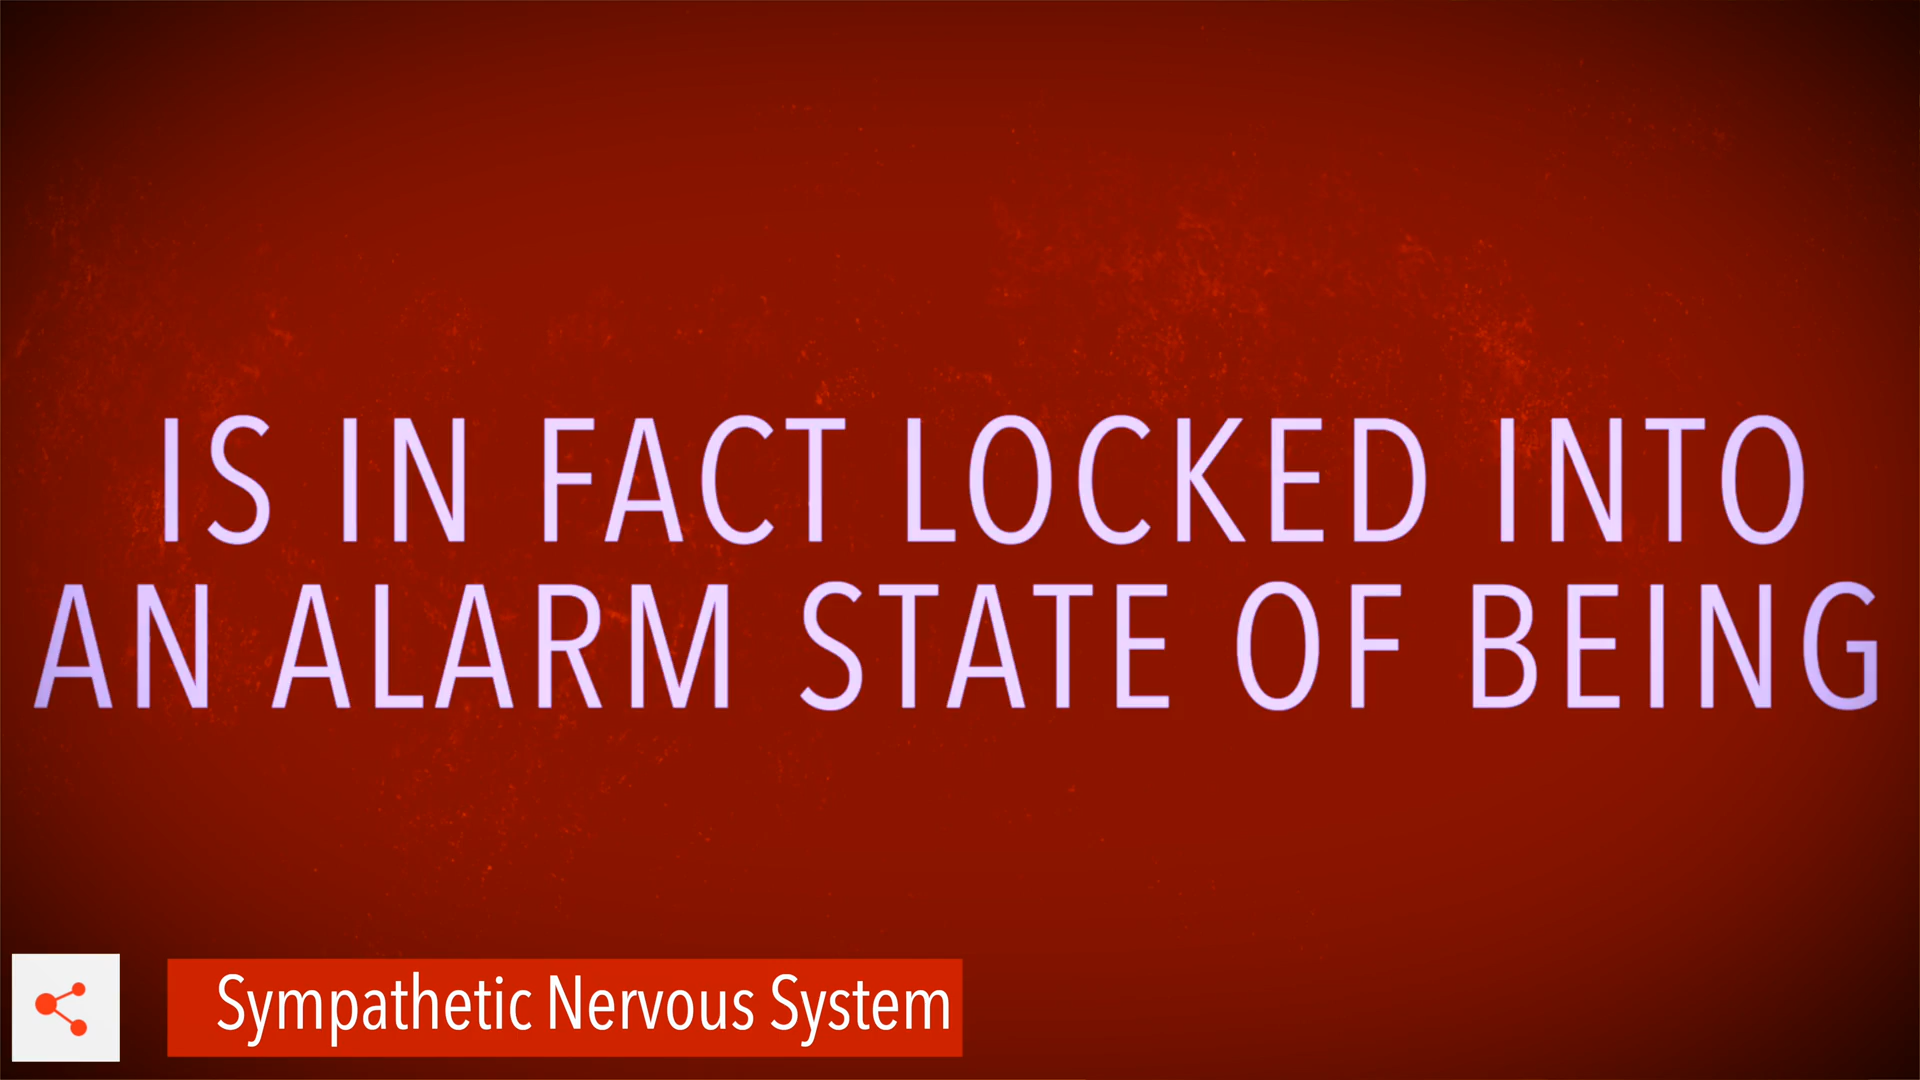 IS IN FACT LOCKED INTO
AN ALARM STATE OF BEING
Sympathetic Nervous System